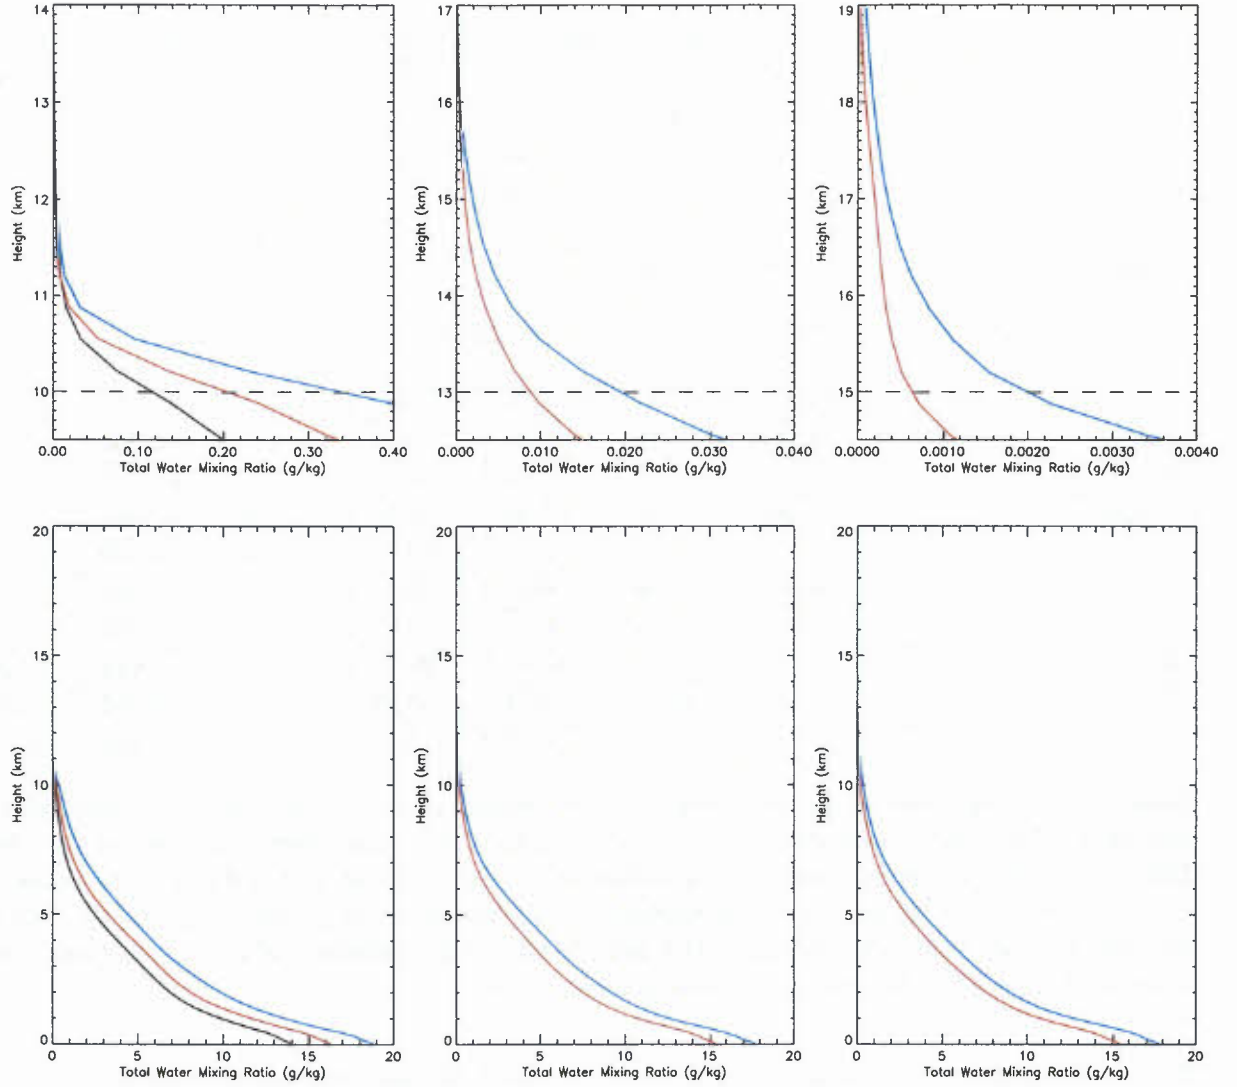 14
13
12
11
10
Height (km)
0.00 0.10 0.20 0.30 0.40
Total Water Mixing Ratio (g/kg)
17
16
15
14
13
Height (km)
0.000 0.010 0.020 0.030 0.040
Total Water Mixing Ratio (g/kg)
19
18
17
16
15
Height (km)
0.0000 0.0010 0.0020 0.0030 0.0040
Total Water Mixing Ratio (g/kg)
20
15
10
5
0
Height (km)
0 5 10 15 20
Total Water Mixing Ratio (g/kg)
20
15
10
5
0
Height (km)
0 5 10 15 20
Total Water Mixing Ratio (g/kg)
20
15
10
5
0
Height (km)
0 5 10 15 20
Total Water Mixing Ratio (g/kg)